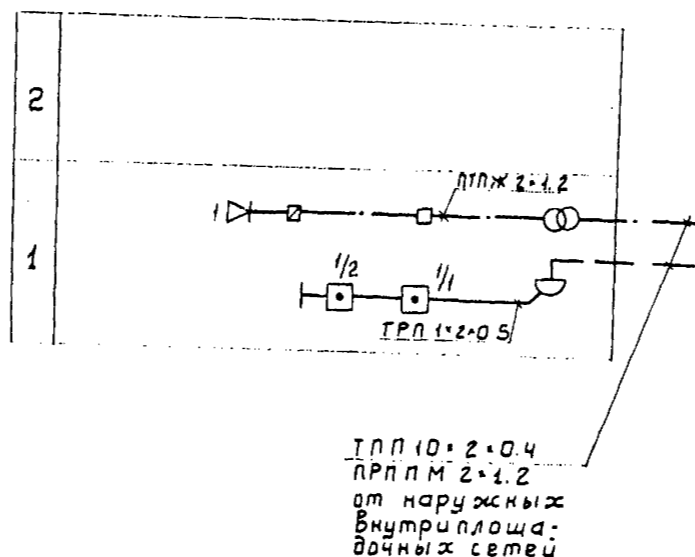 2
ПТПЖ 2×1.2
1
1
1/2
1/1
ТРП 1×2×0.5
ТПП 10×2×0.4
ПРППМ 2×1.2
от наружных
внутриплоща-
дочных сетей